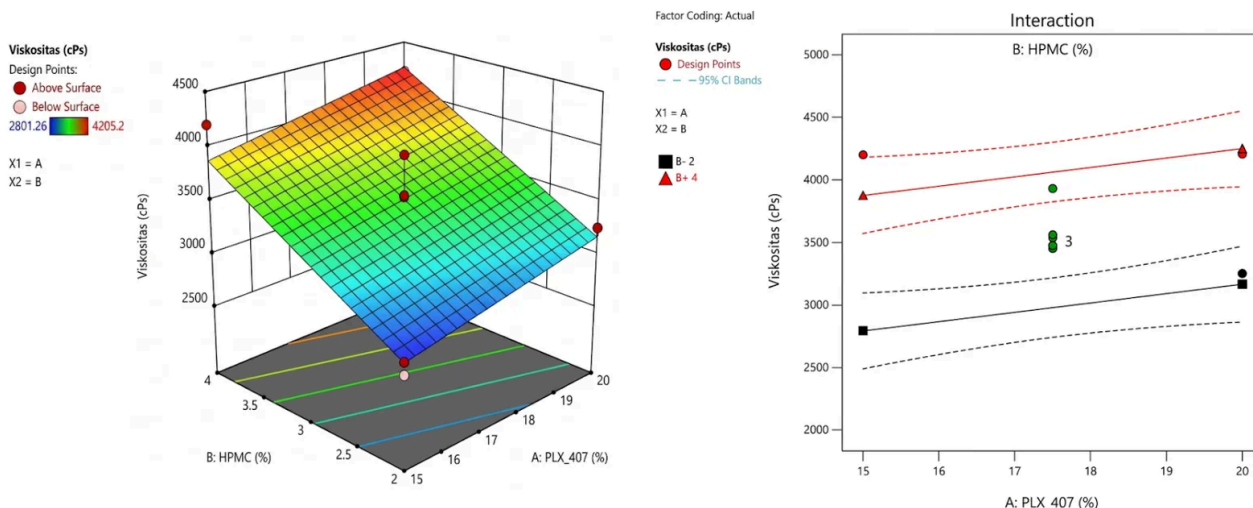 Viskositas (cPs)
Design Points:
Above Surface
Below Surface
2801.26 4205.2
X1 = A
X2 = B
Viskositas (cPs)
4500
4000
3500
3000
2500
4
3.5
3
2.5
2
B: HPMC (%)
15
16
17
18
19
20
A: PLX_407 (%)
Factor Coding: Actual
Viskositas (cPs)
Design Points
95% CI Bands
X1 = A
X2 = B
B- 2
B+ 4
Interaction
B: HPMC (%)
Viskositas (cPs)
5000
4500
4000
3500
3000
2500
2000
3
15 16 17 18 19 20
A: PLX_407 (%)